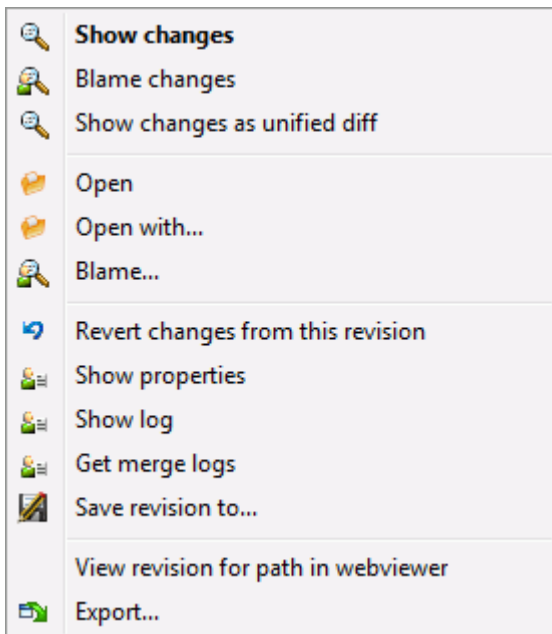 Show changes
Blame changes
Show changes as unified diff
Open
Open with...
Blame...
Revert changes from this revision
Show properties
Show log
Get merge logs
Save revision to...
View revision for path in webviewer
Export...